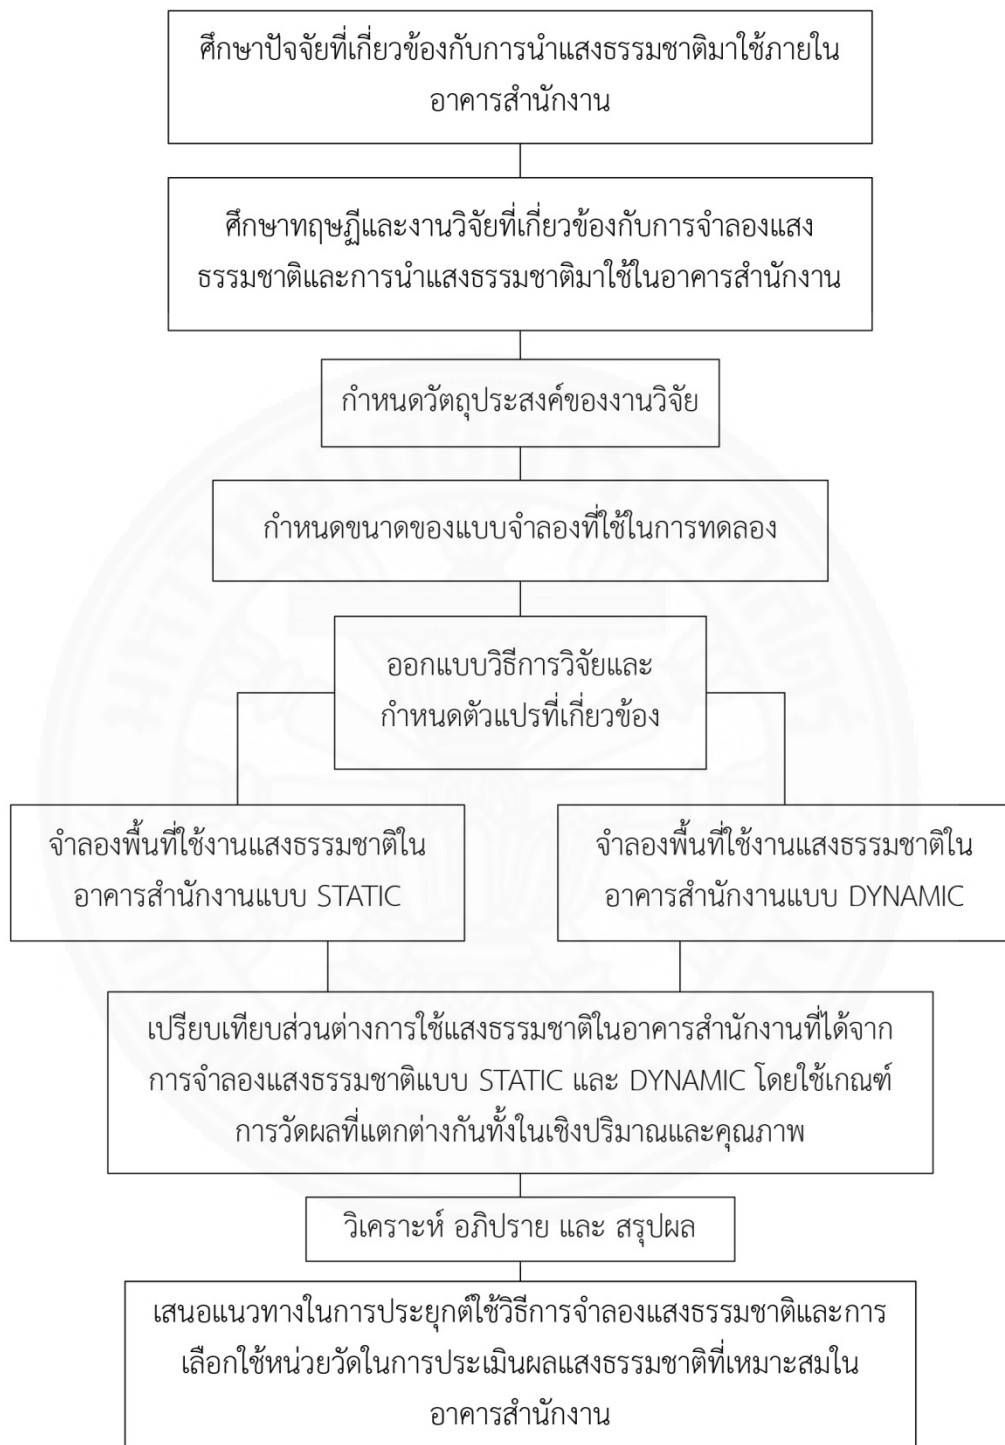 ศึกษาปัจจัยที่เกี่ยวข้องกับการนำแสงธรรมชาติมาใช้ภายใน
อาคารสำนักงาน
ศึกษาทฤษฎีและงานวิจัยที่เกี่ยวข้องกับการจำลองแสง
ธรรมชาติและการนำแสงธรรมชาติมาใช้ในอาคารสำนักงาน
กำหนดวัตถุประสงค์ของงานวิจัย
กำหนดขนาดของแบบจำลองที่ใช้ในการทดลอง
ออกแบบวิธีการวิจัยและ
กำหนดตัวแปรที่เกี่ยวข้อง
จำลองพื้นที่ใช้งานแสงธรรมชาติใน
อาคารสำนักงานแบบ STATIC
จำลองพื้นที่ใช้งานแสงธรรมชาติใน
อาคารสำนักงานแบบ DYNAMIC
เปรียบเทียบส่วนต่างการใช้แสงธรรมชาติในอาคารสำนักงานที่ได้จาก
การจำลองแสงธรรมชาติแบบ STATIC และ DYNAMIC โดยใช้เกณฑ์
การวัดผลที่แตกต่างกันทั้งในเชิงปริมาณและคุณภาพ
วิเคราะห์ อภิปราย และ สรุปผล
เสนอแนวทางในการประยุกต์ใช้วิธีการจำลองแสงธรรมชาติและการ
เลือกใช้หน่วยวัดในการประเมินผลแสงธรรมชาติที่เหมาะสมใน
อาคารสำนักงาน